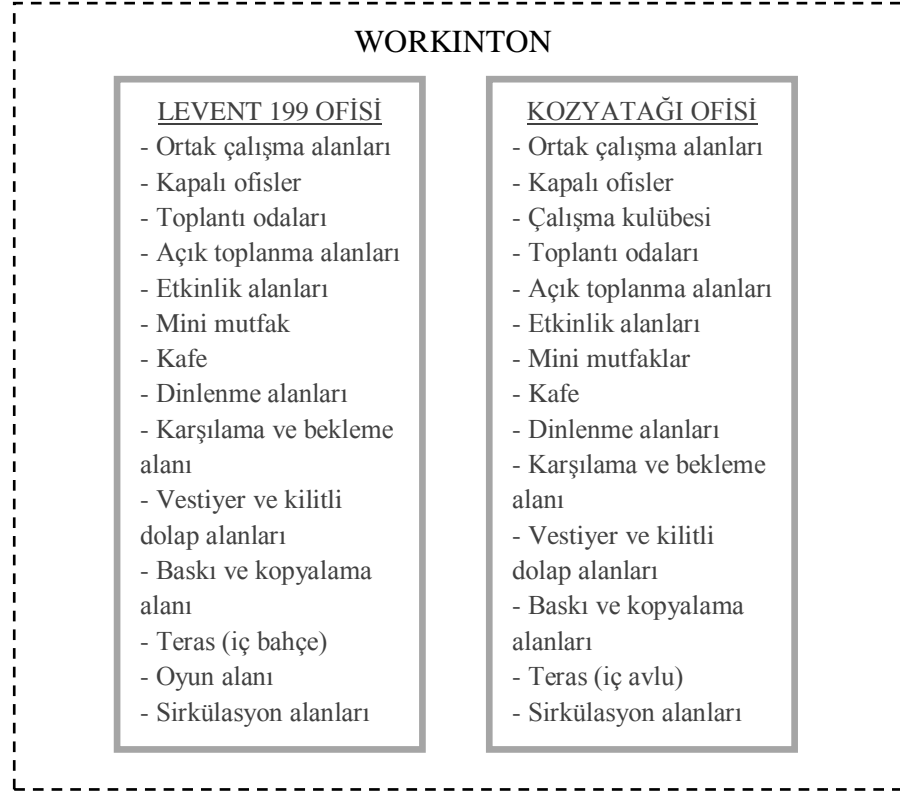 WORKINTON
LEVENT 199 OFİSİ
- Ortak çalışma alanları
- Kapalı ofisler
- Toplantı odaları
- Açık toplanma alanları
- Etkinlik alanları
- Mini mutfak
- Kafe
- Dinlenme alanları
- Karşılama ve bekleme
alanı
- Vestiyer ve kilitli
dolap alanları
- Baskı ve kopyalama
alanı
- Teras (iç bahçe)
- Oyun alanı
- Sirkülasyon alanları
KOZYATAĞI OFİSİ
- Ortak çalışma alanları
- Kapalı ofisler
- Çalışma kulübesi
- Toplantı odaları
- Açık toplanma alanları
- Etkinlik alanları
- Mini mutfaklar
- Kafe
- Dinlenme alanları
- Karşılama ve bekleme
alanı
- Vestiyer ve kilitli
dolap alanları
- Baskı ve kopyalama
alanları
- Teras (iç avlu)
- Sirkülasyon alanları